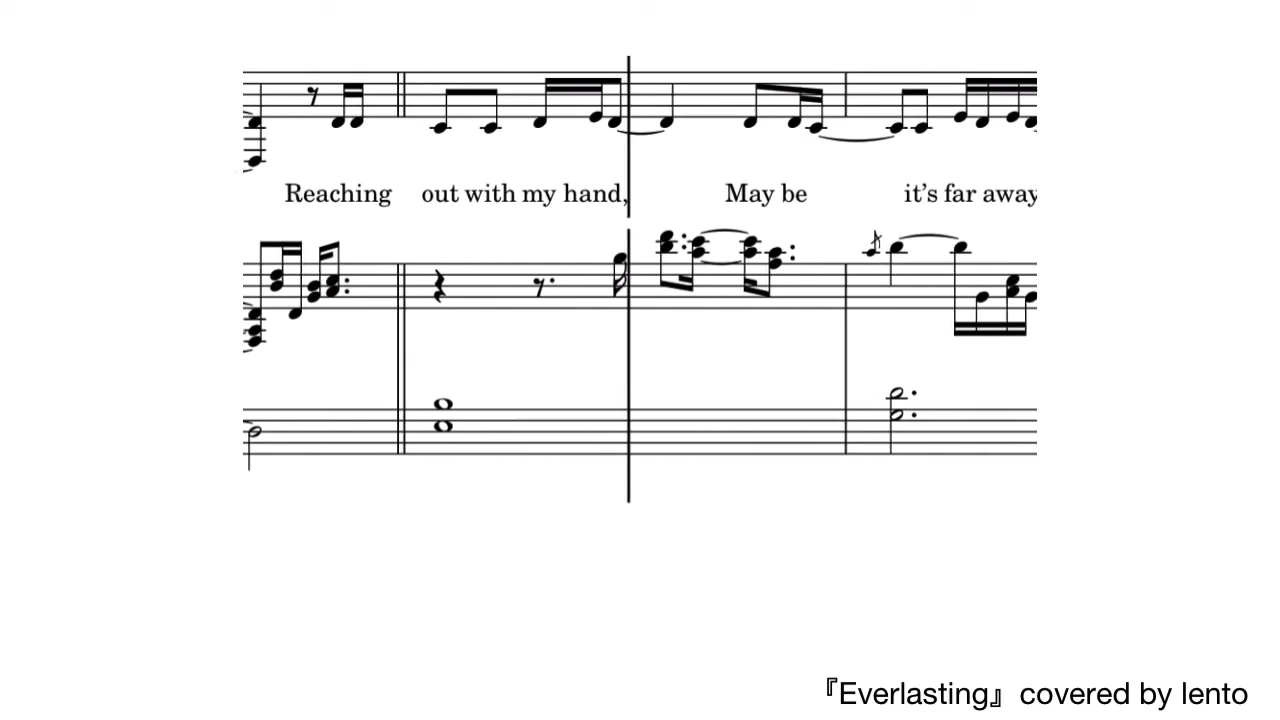 Reaching out with my hand, May be it's far away
『Everlasting』 covered by lento